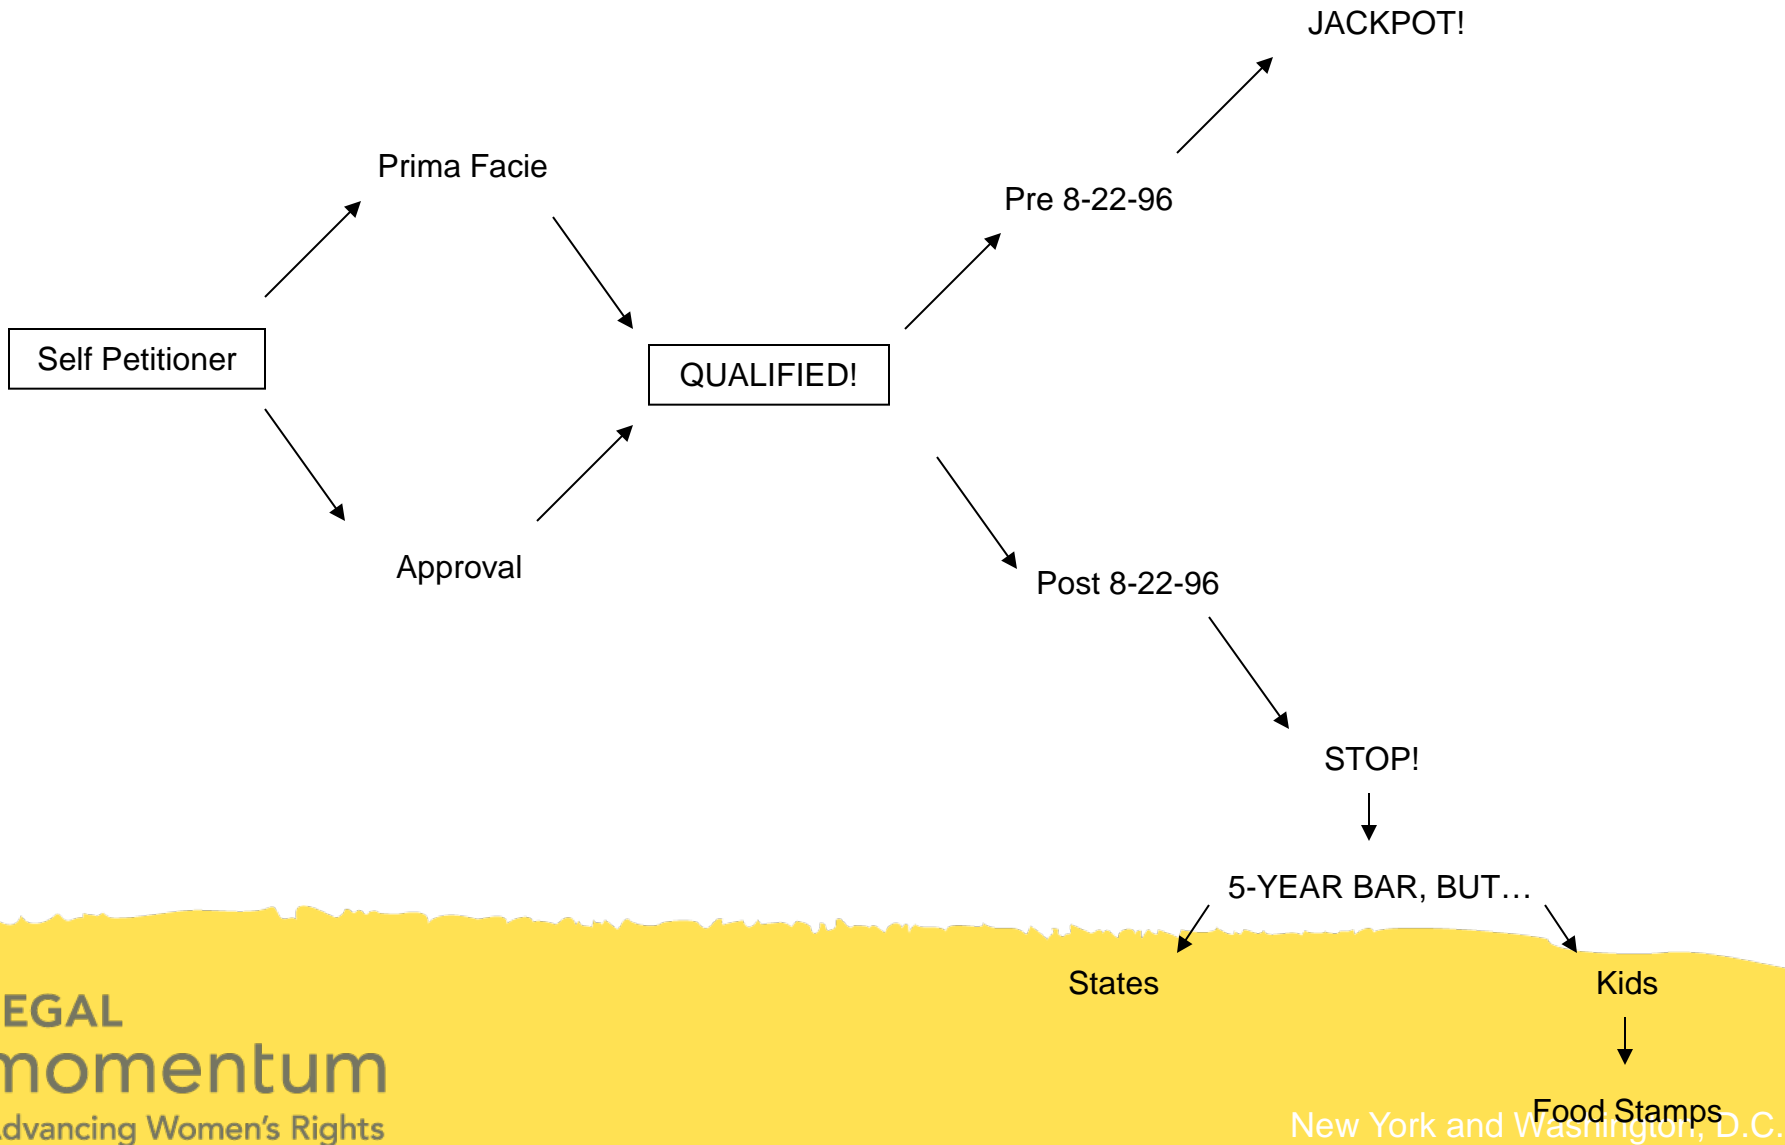 JACKPOT!
Prima Facie
Pre 8-22-96
Self Petitioner
QUALIFIED!
Approval
Post 8-22-96
STOP!
5-YEAR BAR, BUT…
States
Kids
EGAL
momentum
Advancing Women's Rights
Food Stamps
New York and Washington, D.C.